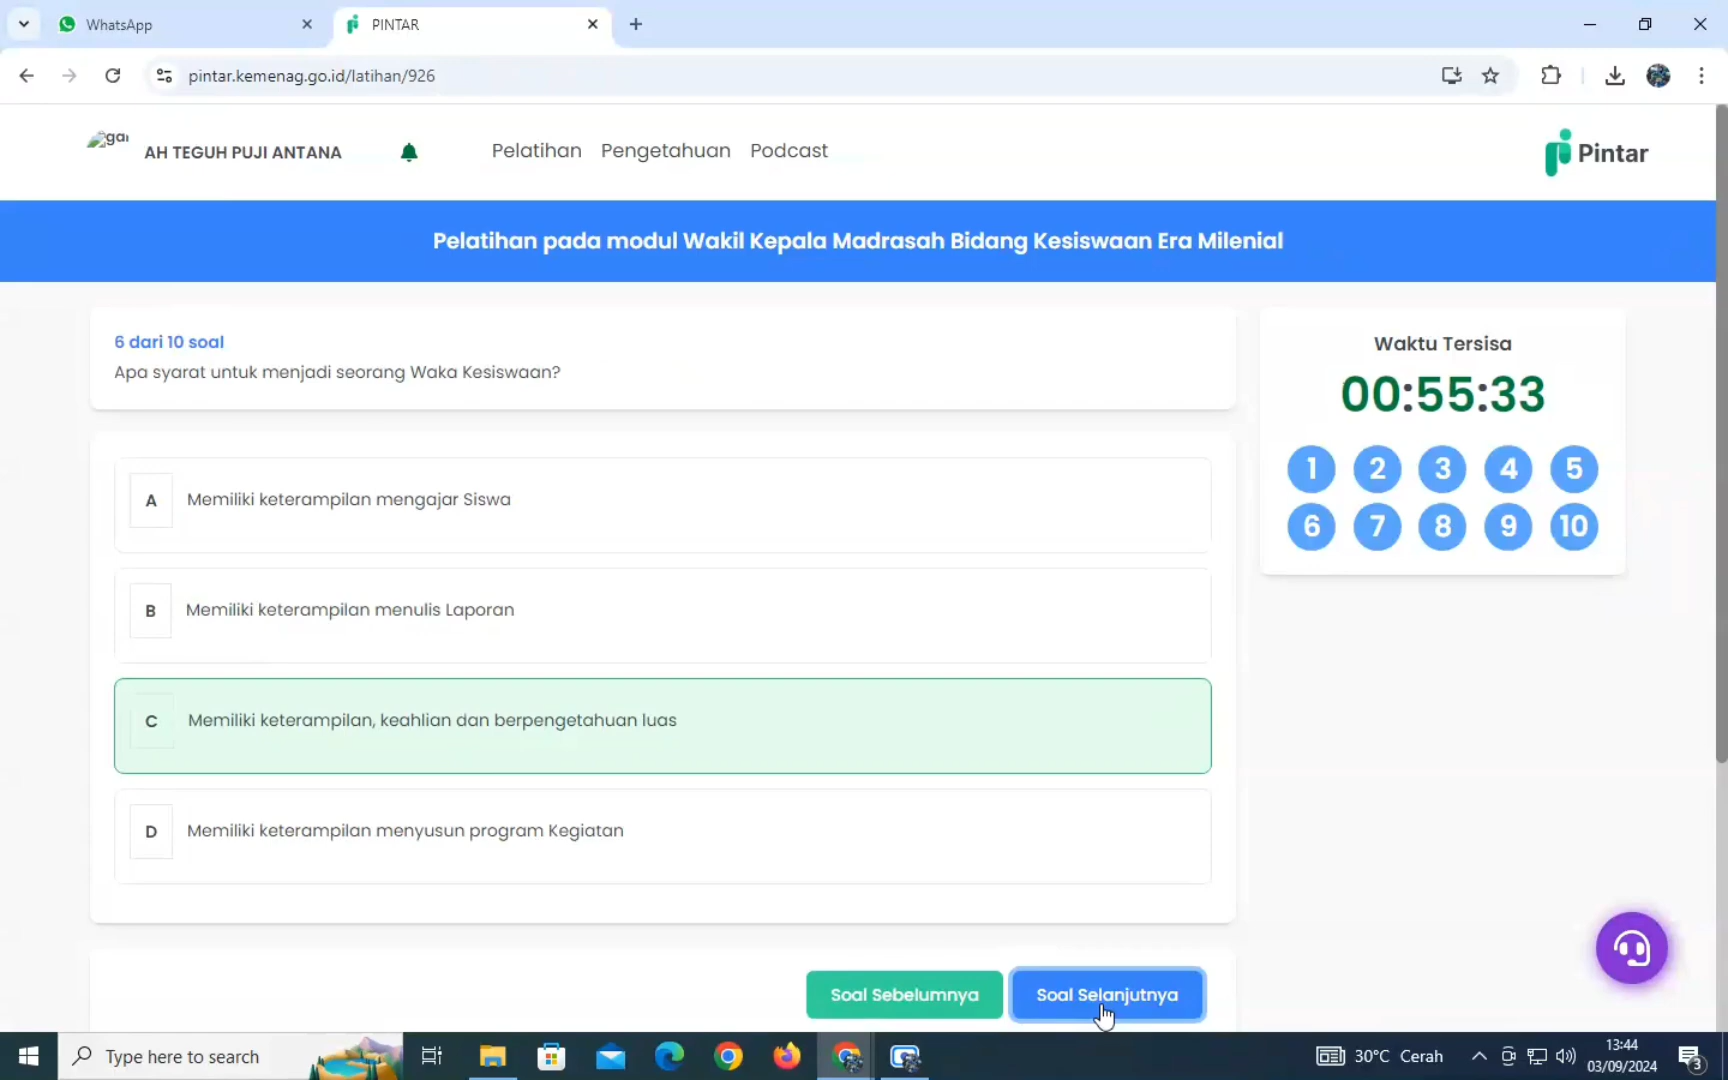 WhatsApp
PINTAR
pintar.kemenag.go.id/latihan/926
gar
AH TEGUH PUJI ANTANA
Pelatihan Pengetahuan Podcast
Pintar
Pelatihan pada modul Wakil Kepala Madrasah Bidang Kesiswaan Era Milenial
6 dari 10 soal
Apa syarat untuk menjadi seorang Waka Kesiswaan?
A Memiliki keterampilan mengajar Siswa
B Memiliki keterampilan menulis Laporan
C Memiliki keterampilan, keahlian dan berpengetahuan luas
D Memiliki keterampilan menyusun program Kegiatan
Soal Sebelumnya
Soal Selanjutnya
Waktu Tersisa
00:55:33
1 2 3 4 5
6 7 8 9 10
Type here to search
30°C Cerah
13:44
03/09/2024
3